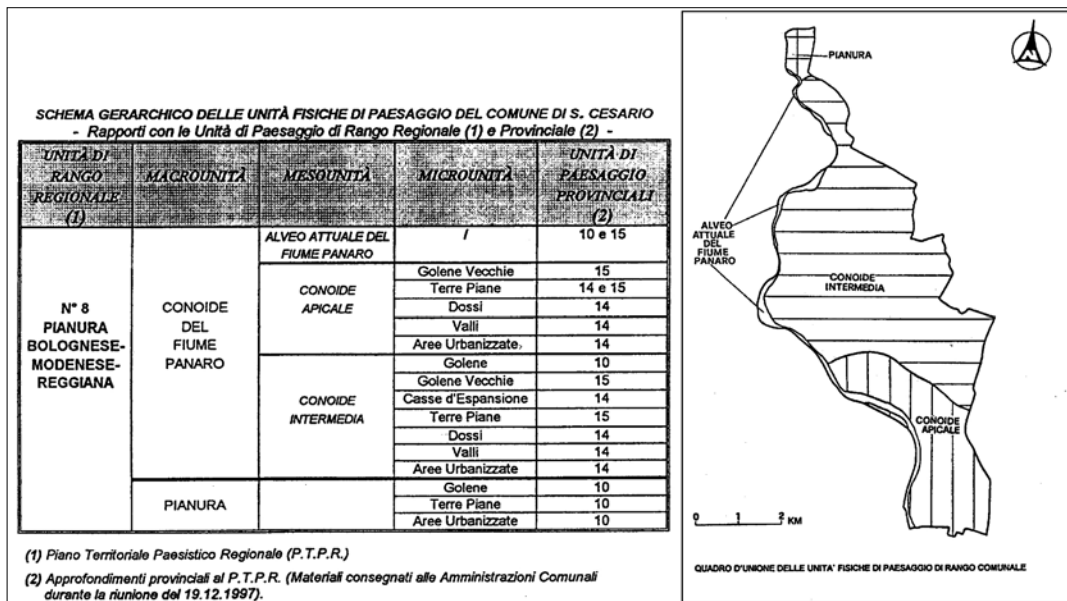 SCHEMA GERARCHICO DELLE UNITÀ FISICHE DI PAESAGGIO DEL COMUNE DI S. CESARIO
- Rapporti con le Unità di Paesaggio di Rango Regionale (1) e Provinciale (2) -
UNITÀ DI RANGO REGIONALE (1) MACROUNITÀ MESOUNITÀ MICROUNITÀ UNITÀ DI PAESAGGIO PROVINCIALI (2)
N° 8
PIANURA
BOLOGNESE-
MODENESE-
REGGIANA
CONOIDE
DEL
FIUME
PANARO
ALVEO ATTUALE DEL
FIUME PANARO
/ 10 e 15
CONOIDE
APICALE
Golene Vecchie 15
Terre Piane 14 e 15
Dossi 14
Valli 14
Aree Urbanizzate 14
CONOIDE
INTERMEDIA
Golene 10
Golene Vecchie 15
Casse d'Espansione 14
Terre Piane 15
Dossi 14
Valli 14
Aree Urbanizzate 14
PIANURA
Golene 10
Terre Piane 10
Aree Urbanizzate 10
(1) Piano Territoriale Paesistico Regionale (P.T.P.R.)
(2) Approfondimenti provinciali al P.T.P.R. (Materiali consegnati alle Amministrazioni Comunali
durante la riunione del 19.12.1997).
N
PIANURA
ALVEO
ATTUALE
DEL
FIUME
PANARO
CONOIDE
INTERMEDIA
CONOIDE
APICALE
0 1 2 KM
QUADRO D'UNIONE DELLE UNITA' FISICHE DI PAESAGGIO DI RANGO COMUNALE